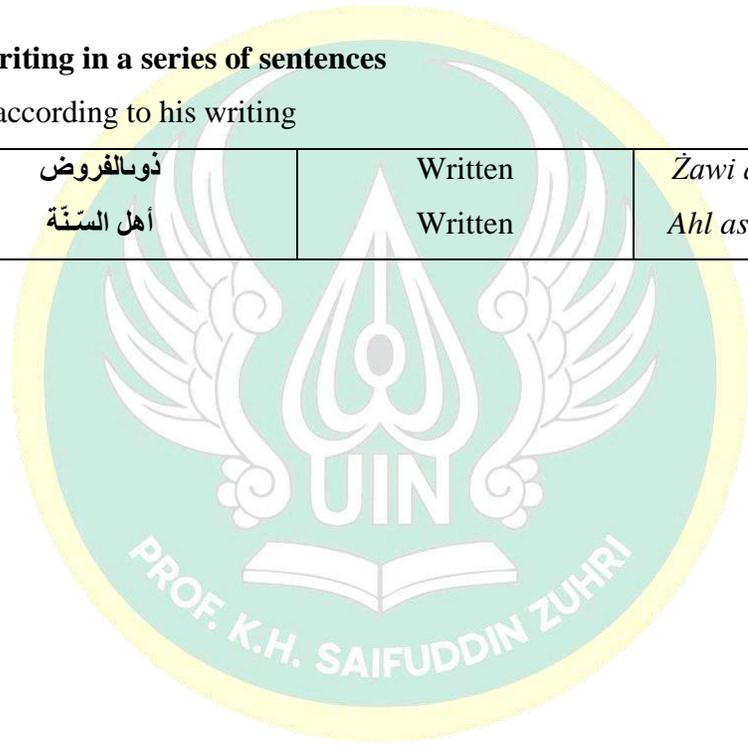 riting in a series of sentences
according to his writing
ذوىالفروض Written Żawi a
أهل السّنّة Written Ahl as
UIN
PROF. K.H. SAIFUDDIN ZUHRI